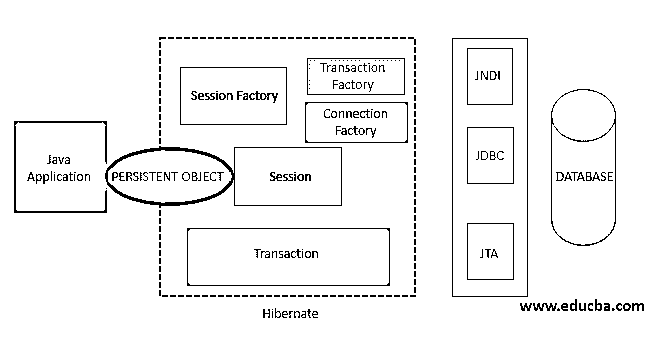 Java
Application
PERSISTENT OBJECT
Session Factory
Transaction
Factory
Connection
Factory
Session
Transaction
Hibernate
JNDI
JDBC
JTA
DATABASE
www.educba.com